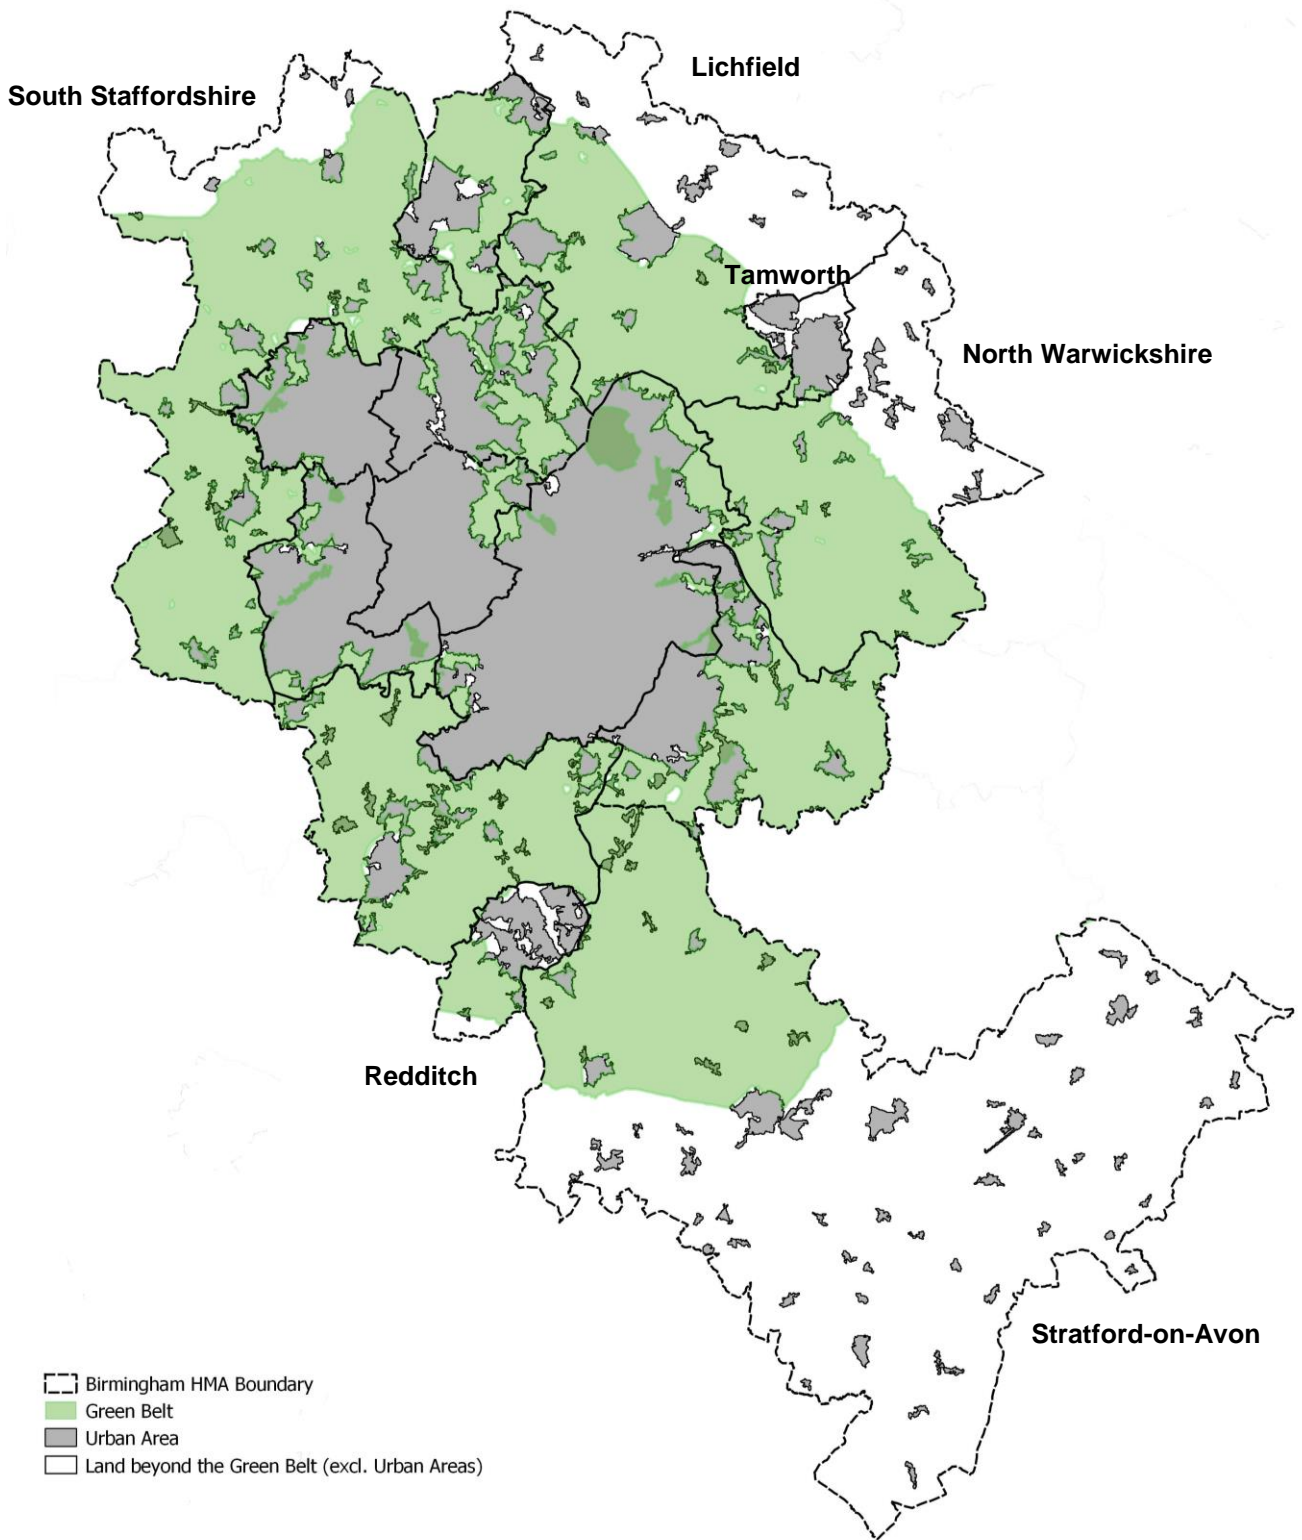 Lichfield
South Staffordshire
Tamworth
North Warwickshire
Redditch
Stratford-on-Avon
Birmingham HMA Boundary
Green Belt
Urban Area
Land beyond the Green Belt (excl. Urban Areas)